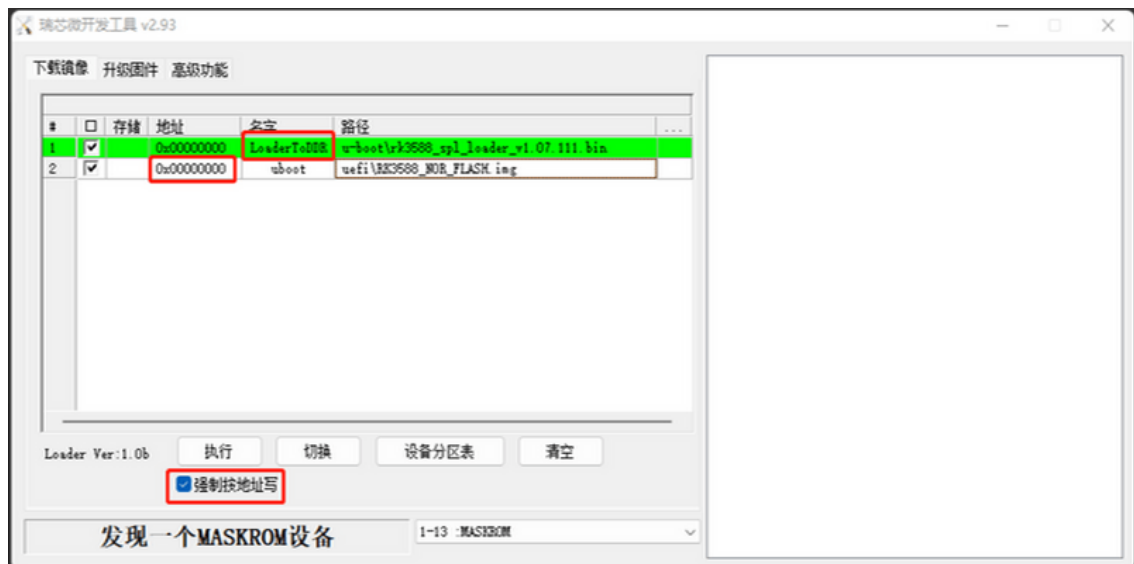 瑞芯微开发工具 v2.93
下载镜像 升级固件 高级功能
# 存储 地址 名字 路径 ...
1 0x00000000 LoaderToDDR u-boot\rk3588_spl_loader_v1.07.111.bin
2 0x00000000 uboot uefi\RK3588_NOR_FLASH.img
Loader Ver:1.0b 执行 切换 设备分区表 清空
强制按地址写
发现一个MASKROM设备 1-13 :MASKROM